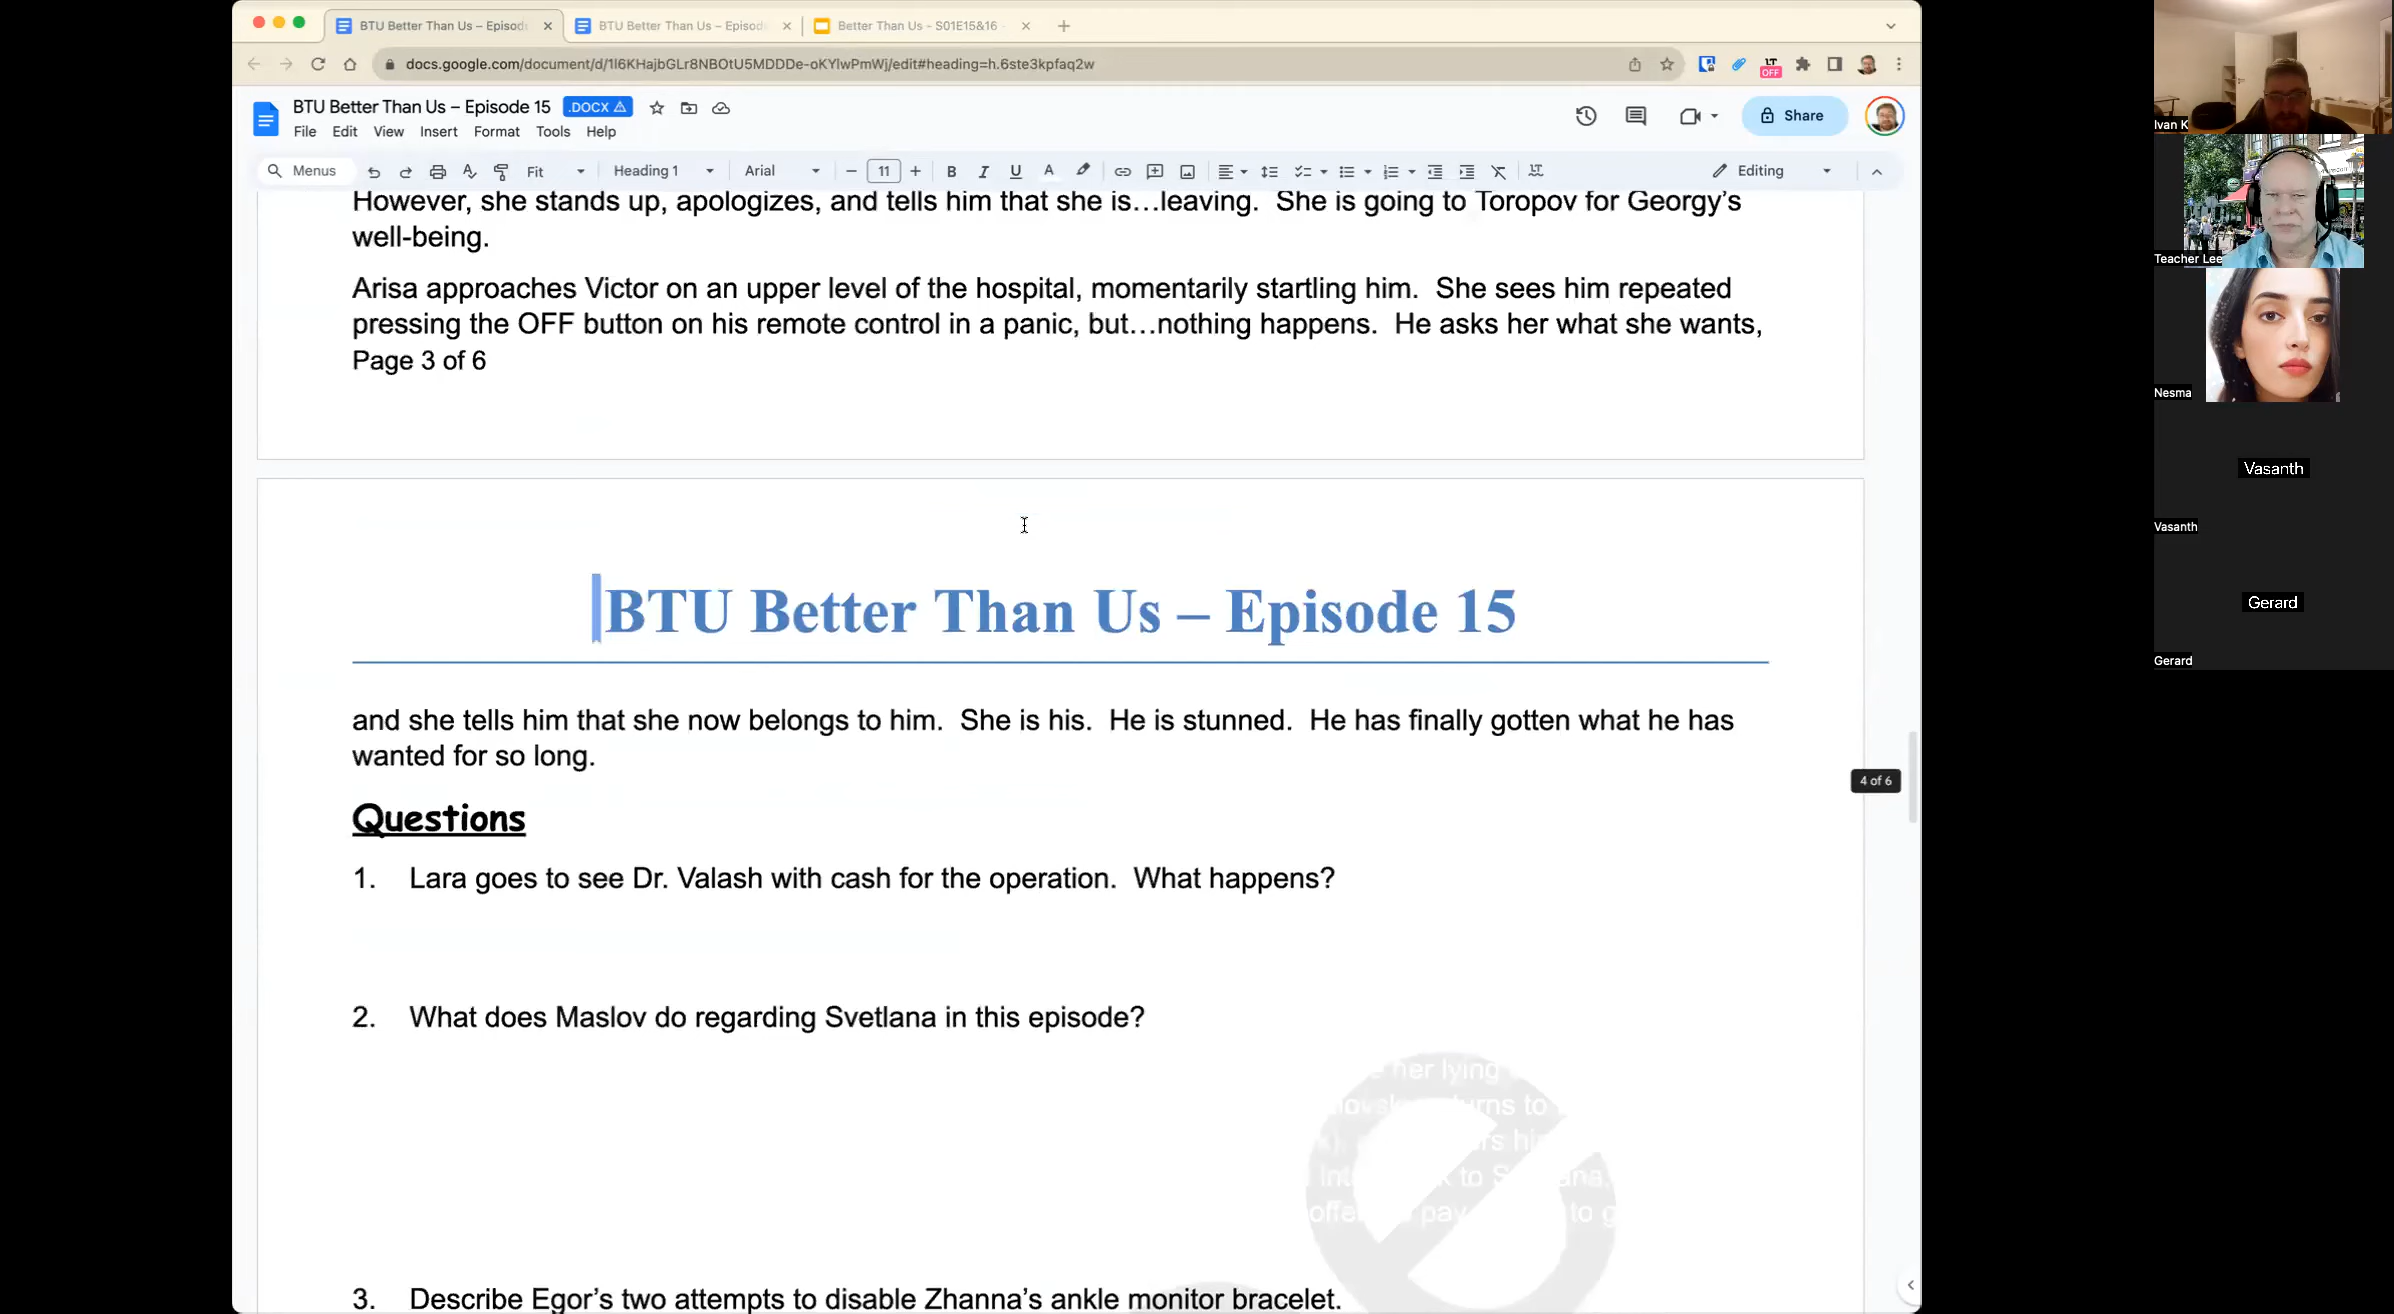 BTU Better Than Us – Episod
BTU Better Than Us – Episod
Better Than Us - S01E15&16
docs.google.com/document/d/1I6KHajbGLr8NBOtU5MDDDe-oKYlwPmWj/edit#heading=h.6ste3kpfaq2w
LT
OFF
BTU Better Than Us – Episode 15 .DOCX
Share
File Edit View Insert Format Tools Help
Menus Fit Heading 1 Arial 11 B I U A Editing
However, she stands up, apologizes, and tells him that she is…leaving. She is going to Toropov for Georgy's
well-being.
Arisa approaches Victor on an upper level of the hospital, momentarily startling him. She sees him repeated
pressing the OFF button on his remote control in a panic, but…nothing happens. He asks her what she wants,
Page 3 of 6
BTU Better Than Us – Episode 15
and she tells him that she now belongs to him. She is his. He is stunned. He has finally gotten what he has
wanted for so long.
4 of 6
Questions
1. Lara goes to see Dr. Valash with cash for the operation. What happens?
2. What does Maslov do regarding Svetlana in this episode?
her lying
to
pay to
3. Describe Egor's two attempts to disable Zhanna's ankle monitor bracelet.
Ivan K
Teacher Lee
Nesma
Vasanth
Vasanth
Gerard
Gerard